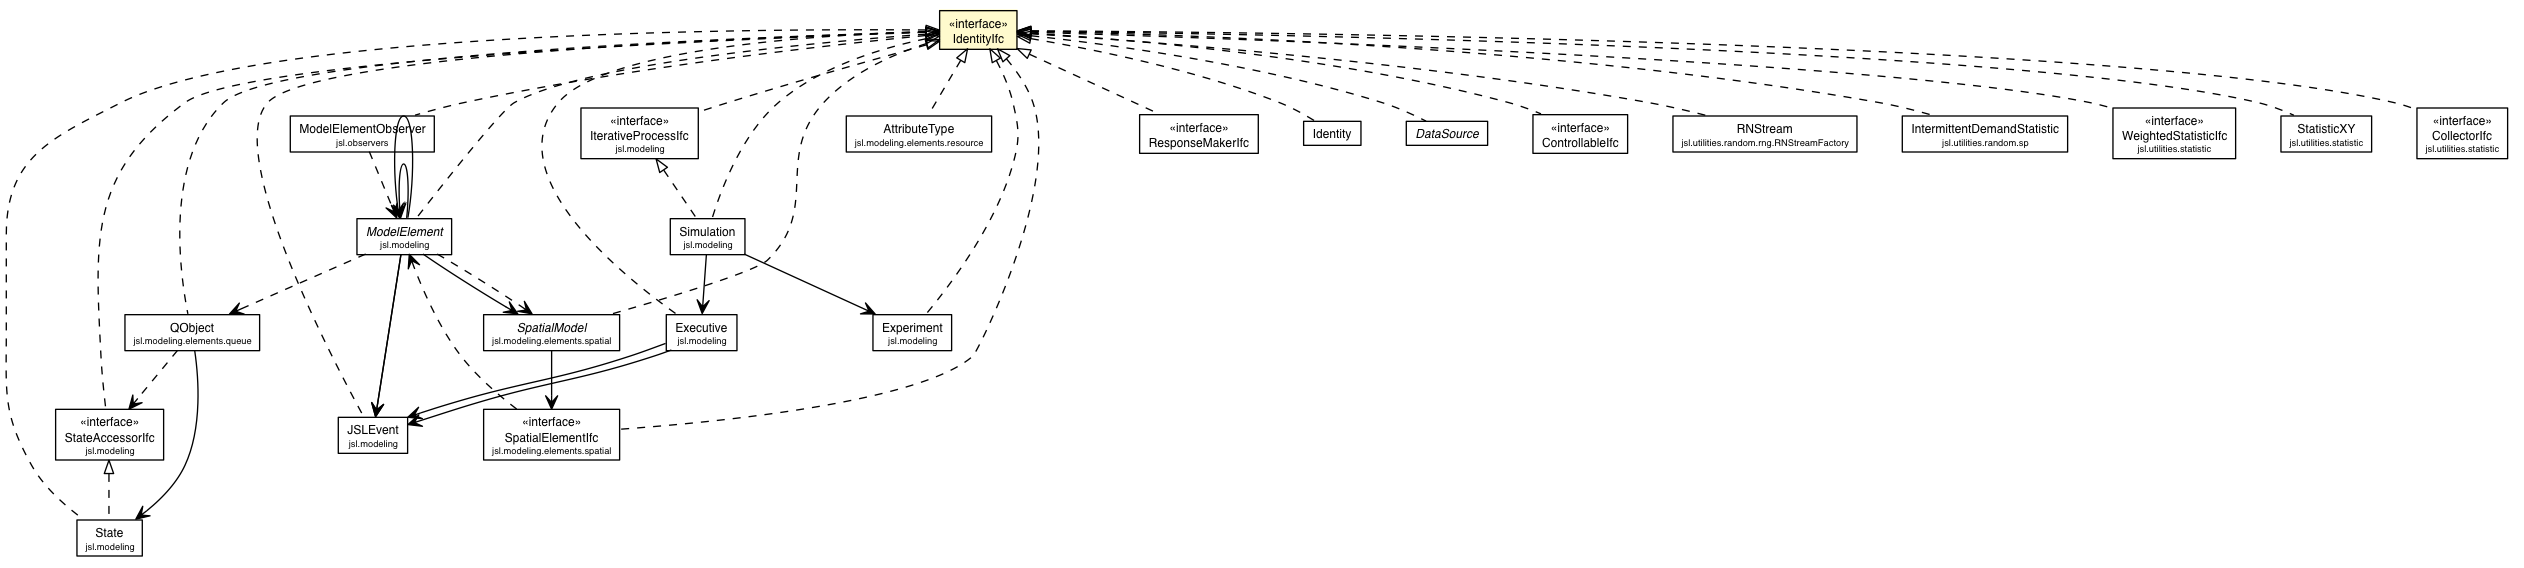 «interface»
IdentityIfc
ModelElementObserver
jsl.observers
«interface»
IterativeProcessIfc
jsl.modeling
AttributeType
jsl.modeling.elements.resource
«interface»
ResponseMakerIfc
Identity
DataSource
«interface»
ControllableIfc
RNStream
jsl.utilities.random.rng.RNStreamFactory
IntermittentDemandStatistic
jsl.utilities.random.sp
«interface»
WeightedStatisticIfc
jsl.utilities.statistic
StatisticXY
jsl.utilities.statistic
«interface»
CollectorIfc
jsl.utilities.statistic
ModelElement
jsl.modeling
Simulation
jsl.modeling
QObject
jsl.modeling.elements.queue
SpatialModel
jsl.modeling.elements.spatial
Executive
jsl.modeling
Experiment
jsl.modeling
«interface»
StateAccessorIfc
jsl.modeling
JSLEvent
jsl.modeling
«interface»
SpatialElementIfc
jsl.modeling.elements.spatial
State
jsl.modeling